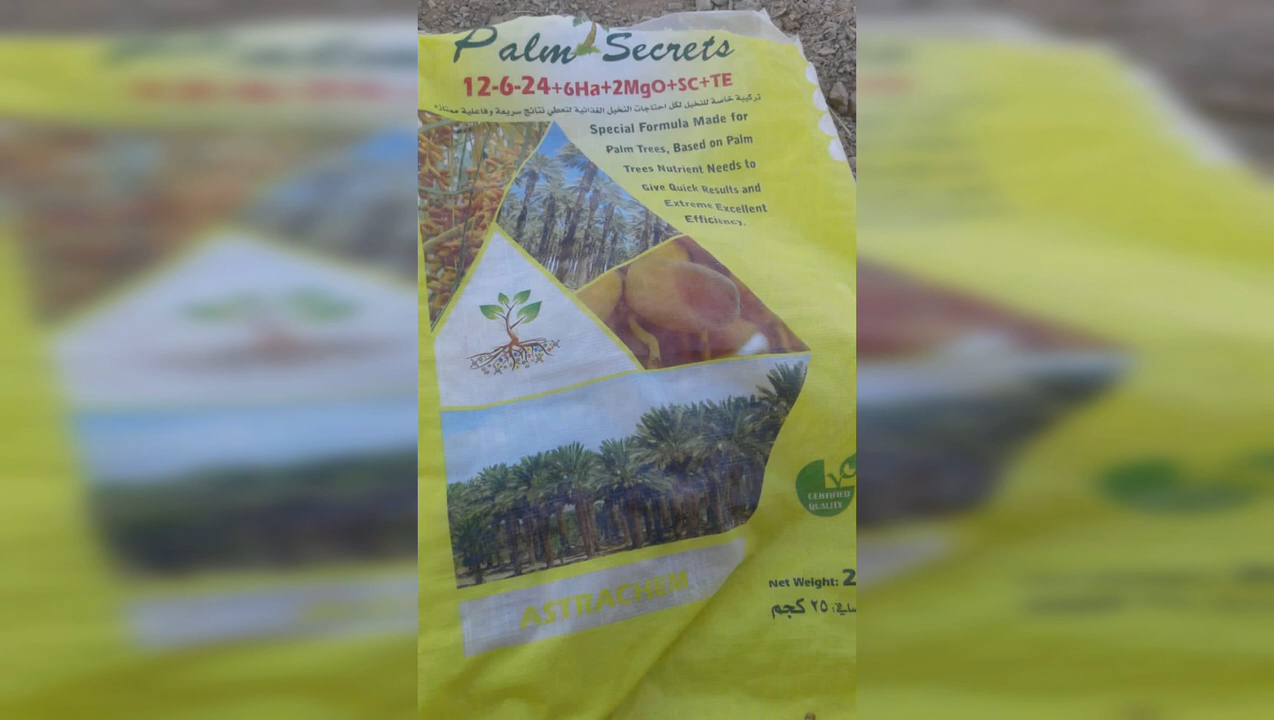 Palm Secrets
12-6-24+6Ha+2MgO+SC+TE
تركيبة خاصة للنخيل لكل احتاجات النخيل الغذائية لتعطي نتائج سريعة وفاعلية ممتازة
Special Formula Made for
Palm Trees, Based on Palm
Trees Nutrient Needs to
Give Quick Results and
Extreme Excellent
Efficiency.
CERTIFIED
QUALITY
Net Weight: 2
٢٥ كجم
ASTRACHEM